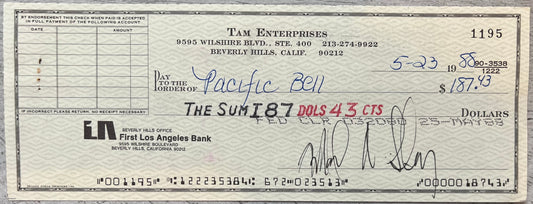 BY ENDORSEMENT THIS CHECK WHEN PAID IS ACCEPTED
IN FULL PAYMENT OF THE FOLLOWING ACCOUNT
DATE AMOUNT
IF INCORRECT PLEASE RETURN. NO RECEIPT NECESSARY.
TAM ENTERPRISES
9595 WILSHIRE BLVD., STE. 400 213-274-9922
BEVERLY HILLS, CALIF. 90212
1195
5-23 1988
90-3538
1222
PAY TO THE ORDER OF Pacific Bell $187.43
THE SUM 187 DOLS 43 CTS DOLLARS
BEVERLY HILLS OFFICE
First Los Angeles Bank
9595 WILSHIRE BOULEVARD
BEVERLY HILLS, CALIFORNIA 90212
001195 122235384 672 023513 0000018743